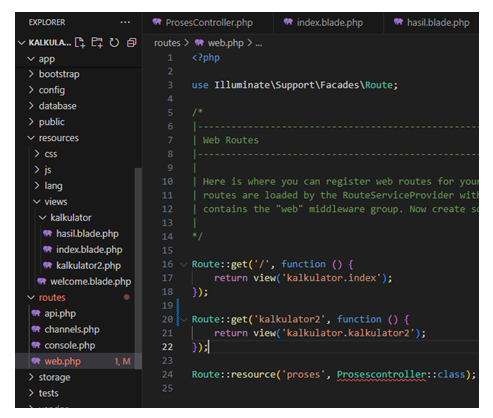 EXPLORER ...
KALKULA...
app
bootstrap
config
database
public
resources
css
js
lang
views
kalkulator
hasil.blade.php
index.blade.php
kalkulator2.php
welcome.blade.php
routes
api.php
channels.php
console.php
web.php 1, M
storage
tests
ProsesController.php index.blade.php hasil.blade.php
routes > web.php > ...
1 <?php
2
3 use Illuminate\Support\Facades\Route;
4
5 /*
6 |--------------------------------------------------
7 | Web Routes
8 |--------------------------------------------------
9 |
10 | Here is where you can register web routes for your
11 | routes are loaded by the RouteServiceProvider with
12 | contains the "web" middleware group. Now create so
13 |
14 */
15
16 Route::get('/', function () {
17 return view('kalkulator.index');
18 });
19
20 Route::get('kalkulator2', function () {
21 return view('kalkulator.kalkulator2');
22 });
23
24 Route::resource('proses', Prosescontroller::class);
25